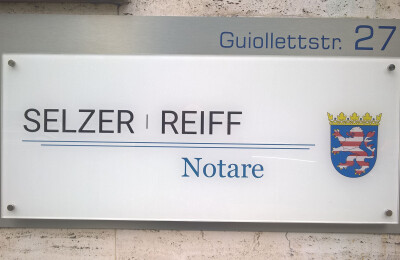 Guiollettstr. 27
SELZER | REIFF
Notare